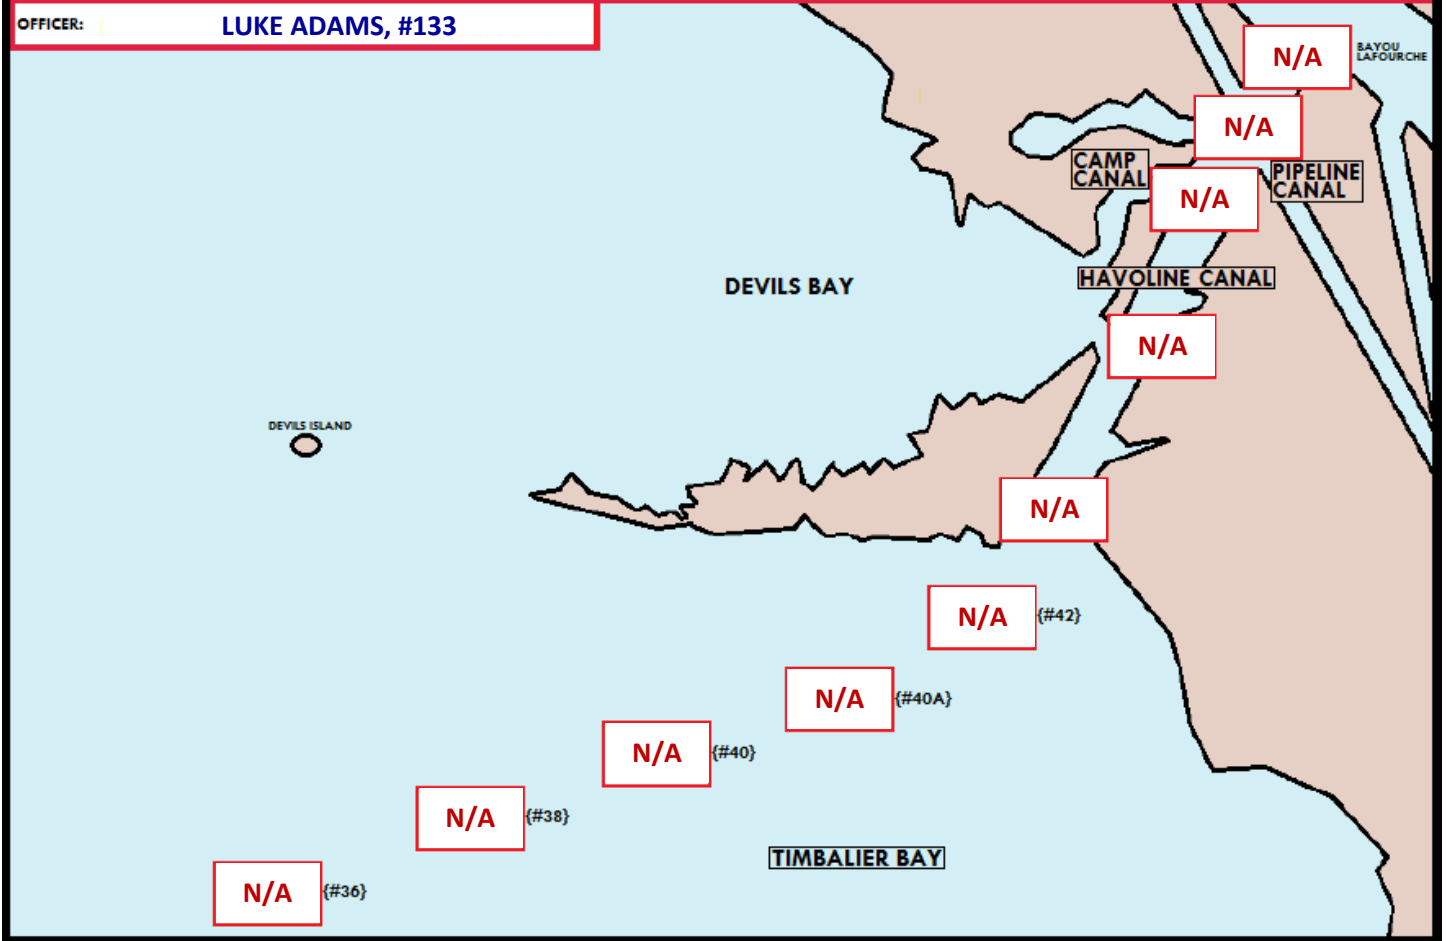 OFFICER: LUKE ADAMS, #133
N/A
BAYOU
LAFOURCHE
N/A
CAMP
CANAL
PIPELINE
CANAL
N/A
HAVOLINE CANAL
DEVILS BAY
N/A
DEVILS ISLAND
N/A
N/A {#42}
N/A {#40A}
N/A {#40}
N/A {#38}
TIMBALIER BAY
N/A {#36}